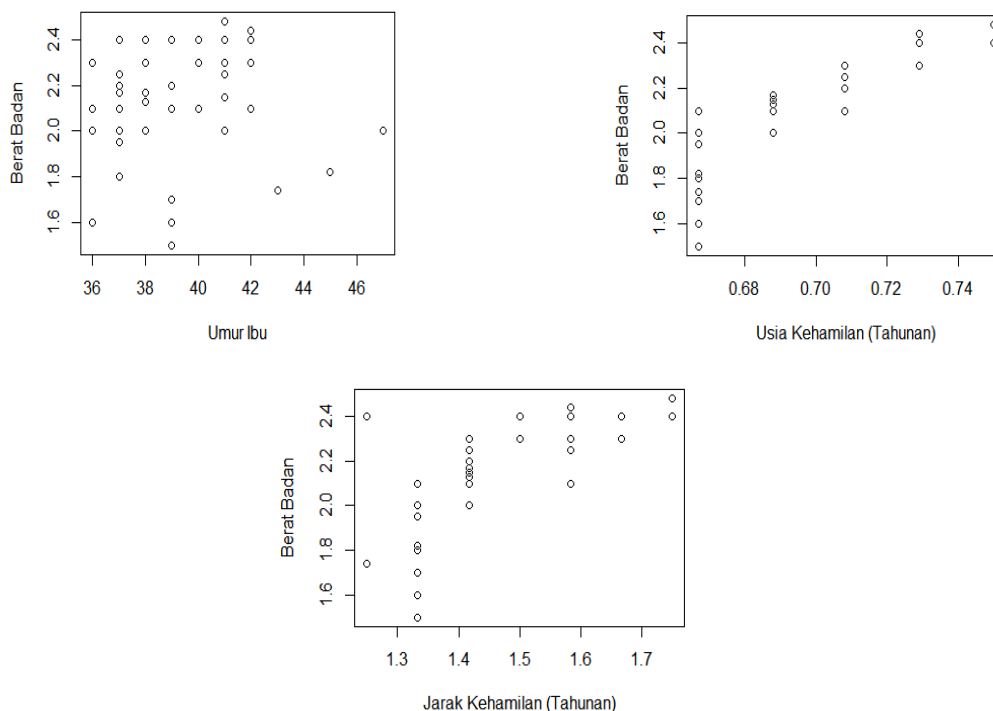 Berat Badan
1.6 1.8 2.0 2.2 2.4
36 38 40 42 44 46
Umur Ibu
Berat Badan
1.6 1.8 2.0 2.2 2.4
0.68 0.70 0.72 0.74
Usia Kehamilan (Tahunan)
Berat Badan
1.6 1.8 2.0 2.2 2.4
1.3 1.4 1.5 1.6 1.7
Jarak Kehamilan (Tahunan)